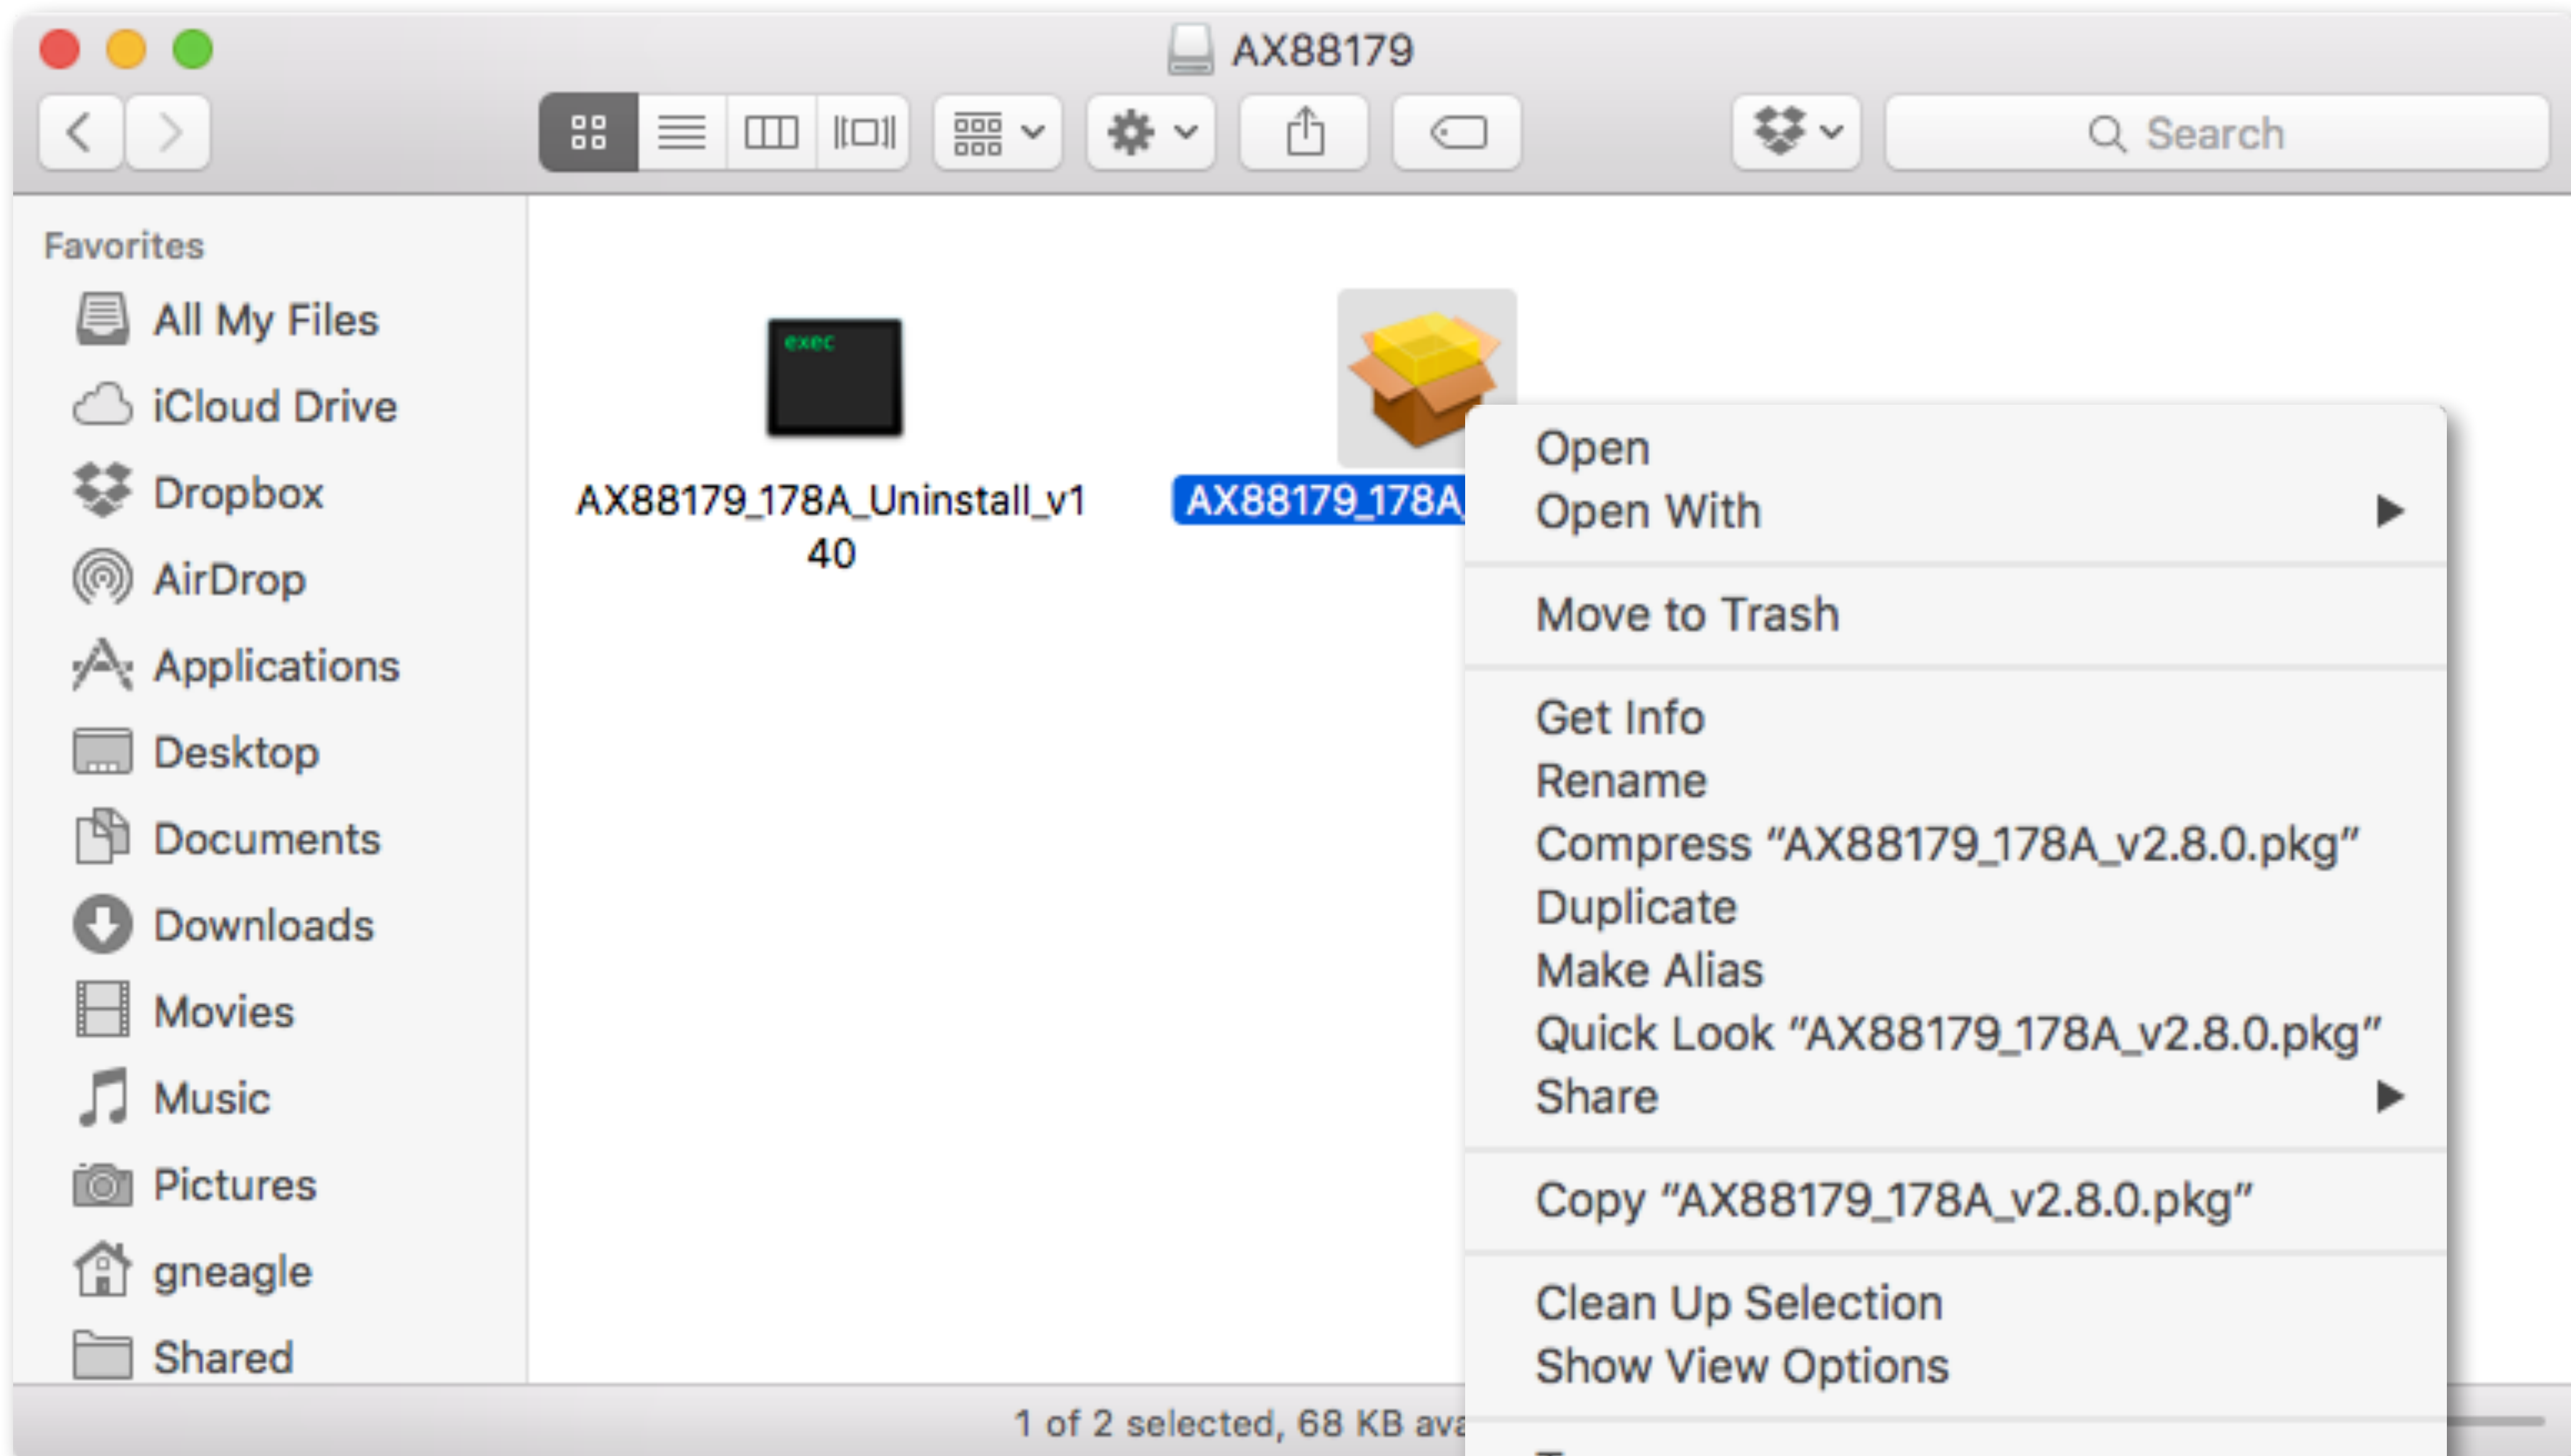 AX88179
Search
Favorites
All My Files
iCloud Drive
Dropbox
AirDrop
Applications
Desktop
Documents
Downloads
Movies
Music
Pictures
gneagle
Shared
exec
AX88179_178A_Uninstall_v1
40
AX88179_178A_
Open
Open With
Move to Trash
Get Info
Rename
Compress “AX88179_178A_v2.8.0.pkg”
Duplicate
Make Alias
Quick Look “AX88179_178A_v2.8.0.pkg”
Share
Copy “AX88179_178A_v2.8.0.pkg”
Clean Up Selection
Show View Options
1 of 2 selected, 68 KB